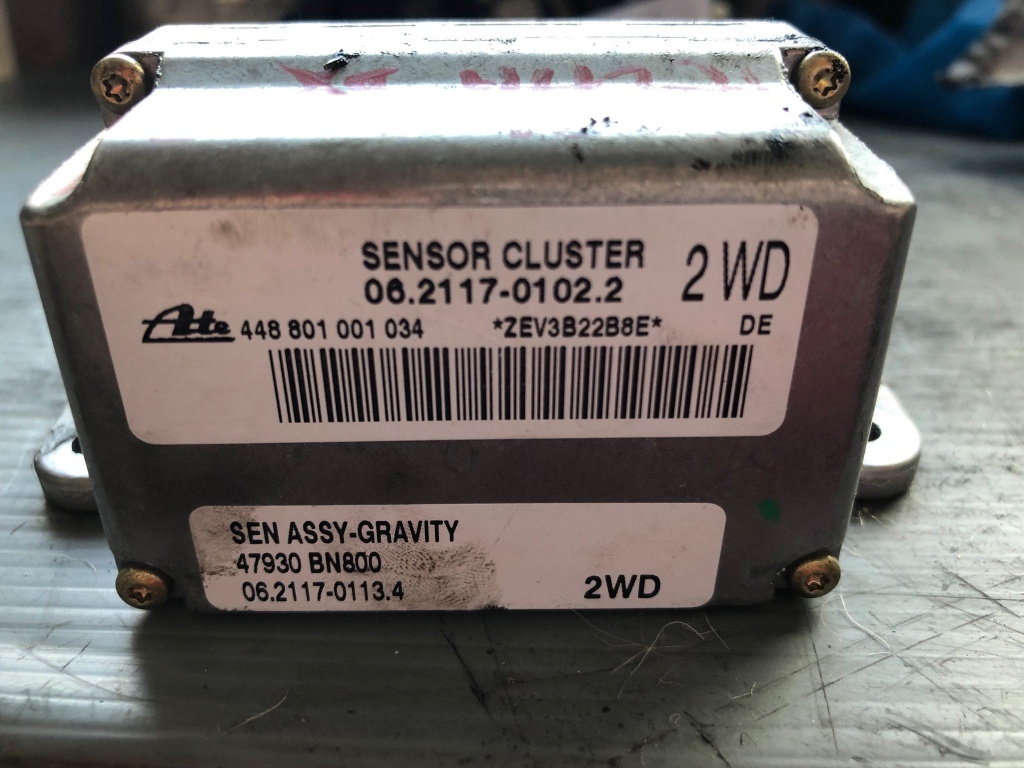 SENSOR CLUSTER 2 WD
06.2117-0102.2
Ate 448 801 001 034 *ZEV3B22B8E* DE
SEN ASSY-GRAVITY
47930 BN800
06.2117-0113.4 2WD